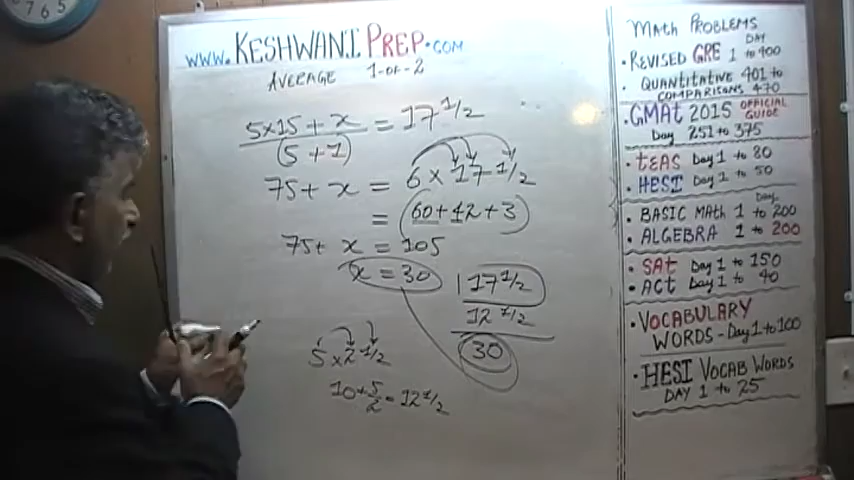 www.KESHWANI PREP.COM
AVERAGE 1-OF-2
5x15 + x / (5 + 1) = 17 1/2
75 + x = 6 x 17 1/2
= 60 + 42 + 3
75 + x = 105
x = 30
17 1/2
12 1/2
30
5 x 2 1/2
10 + 5/2 = 12 1/2
MATH PROBLEMS
DAY
• REVISED GRE 1 to 400
• QUANTITATIVE 401 to
COMPARISONS 470
• GMAT 2015 OFFICIAL GUIDE
Day 251 to 375
• TEAS Day 1 to 80
• HESI Day 1 to 50
Day
• BASIC MATH 1 to 200
• ALGEBRA 1 to 200
• SAT Day 1 to 150
• ACT Day 1 to 40
• VOCABULARY
WORDS - Day 1 to 100
• HESI VOCAB WORDS
DAY 1 to 25
7 6 5